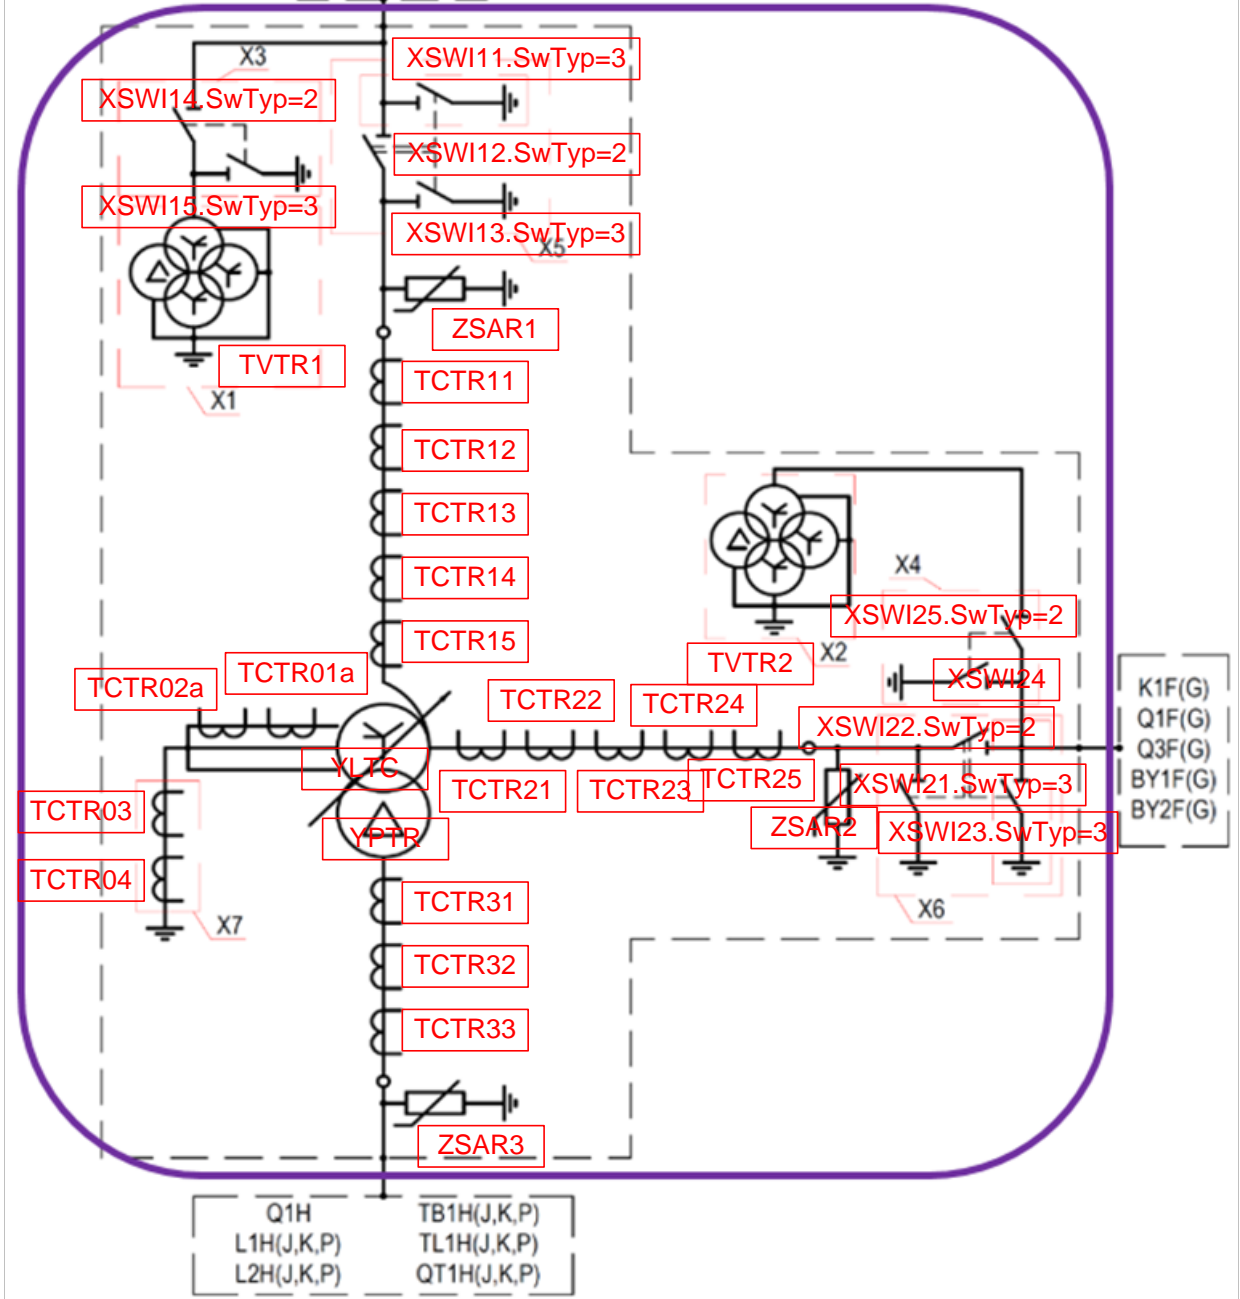 XSWI11.SwTyp=3
X3
XSWI14.SwTyp=2
XSWI12.SwTyp=2
XSWI15.SwTyp=3
XSWI13.SwTyp=3
X5
ZSAR1
TVTR1
TCTR11
X1
TCTR12
TCTR13
TCTR14
X4
XSWI25.SwTyp=2
TCTR15
X2
TVTR2
TCTR01a
TCTR02a
XSWI24
TCTR22
TCTR24
XSWI22.SwTyp=2
K1F(G)
Q1F(G)
Q3F(G)
BY1F(G)
BY2F(G)
YLTC
TCTR21
TCTR23
TCTR25
XSWI21.SwTyp=3
TCTR03
ZSAR2
XSWI23.SwTyp=3
YPTR
TCTR04
TCTR31
X6
X7
TCTR32
TCTR33
ZSAR3
Q1H TB1H(J,K,P)
L1H(J,K,P) TL1H(J,K,P)
L2H(J,K,P) QT1H(J,K,P)